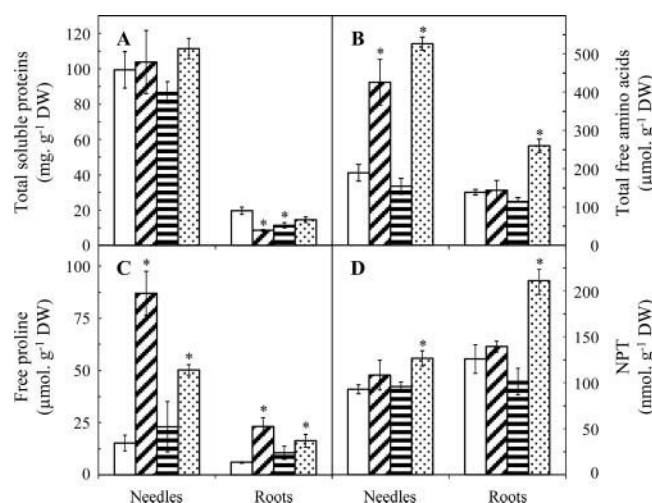 A
B
Total soluble proteins
(mg. g-1 DW)
120
100
80
60
40
20
0
* *
* *
*
500
400
300
200
100
0
Total free amino acids
(µmol. g-1 DW)
C
D
Free proline
(µmol. g-1 DW)
100
75
50
25
0
* *
* *
* *
200
150
100
50
0
NPT
(nmol. g-1 DW)
Needles Roots Needles Roots